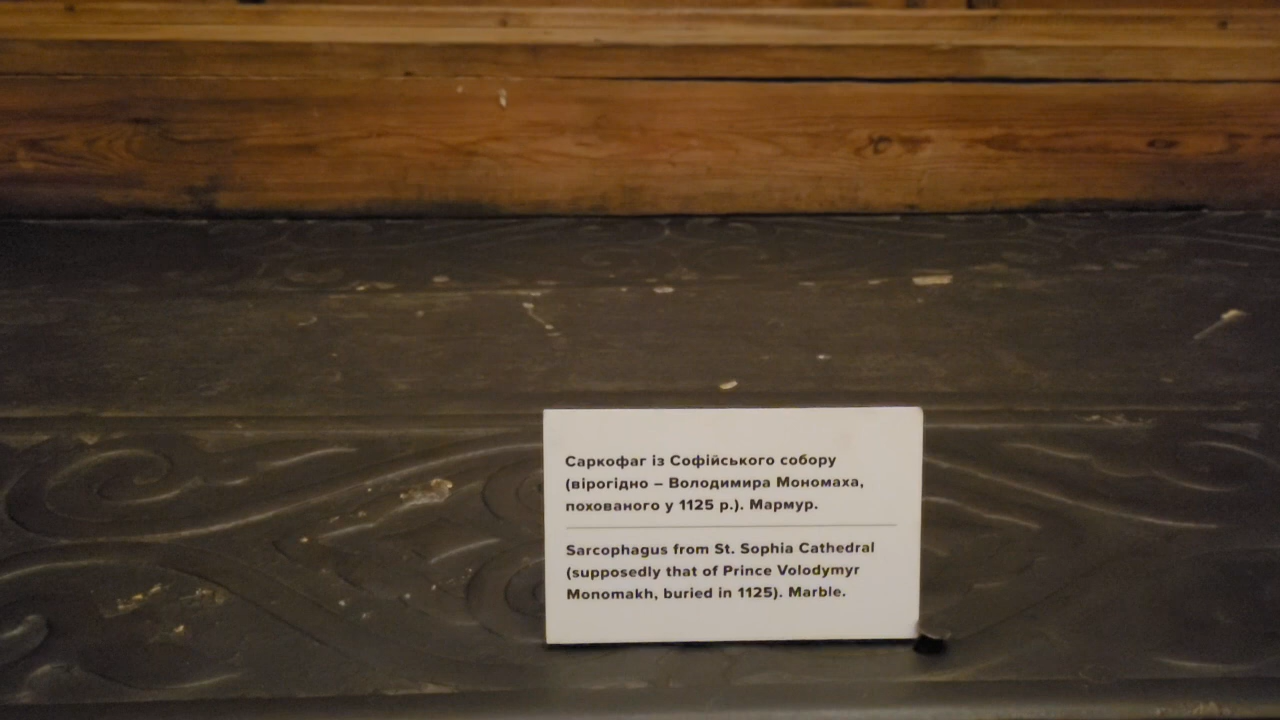 Саркофаг із Софійського собору
(вірогідно – Володимира Мономаха,
похованого у 1125 р.). Мармур.
Sarcophagus from St. Sophia Cathedral
(supposedly that of Prince Volodymyr
Monomakh, buried in 1125). Marble.